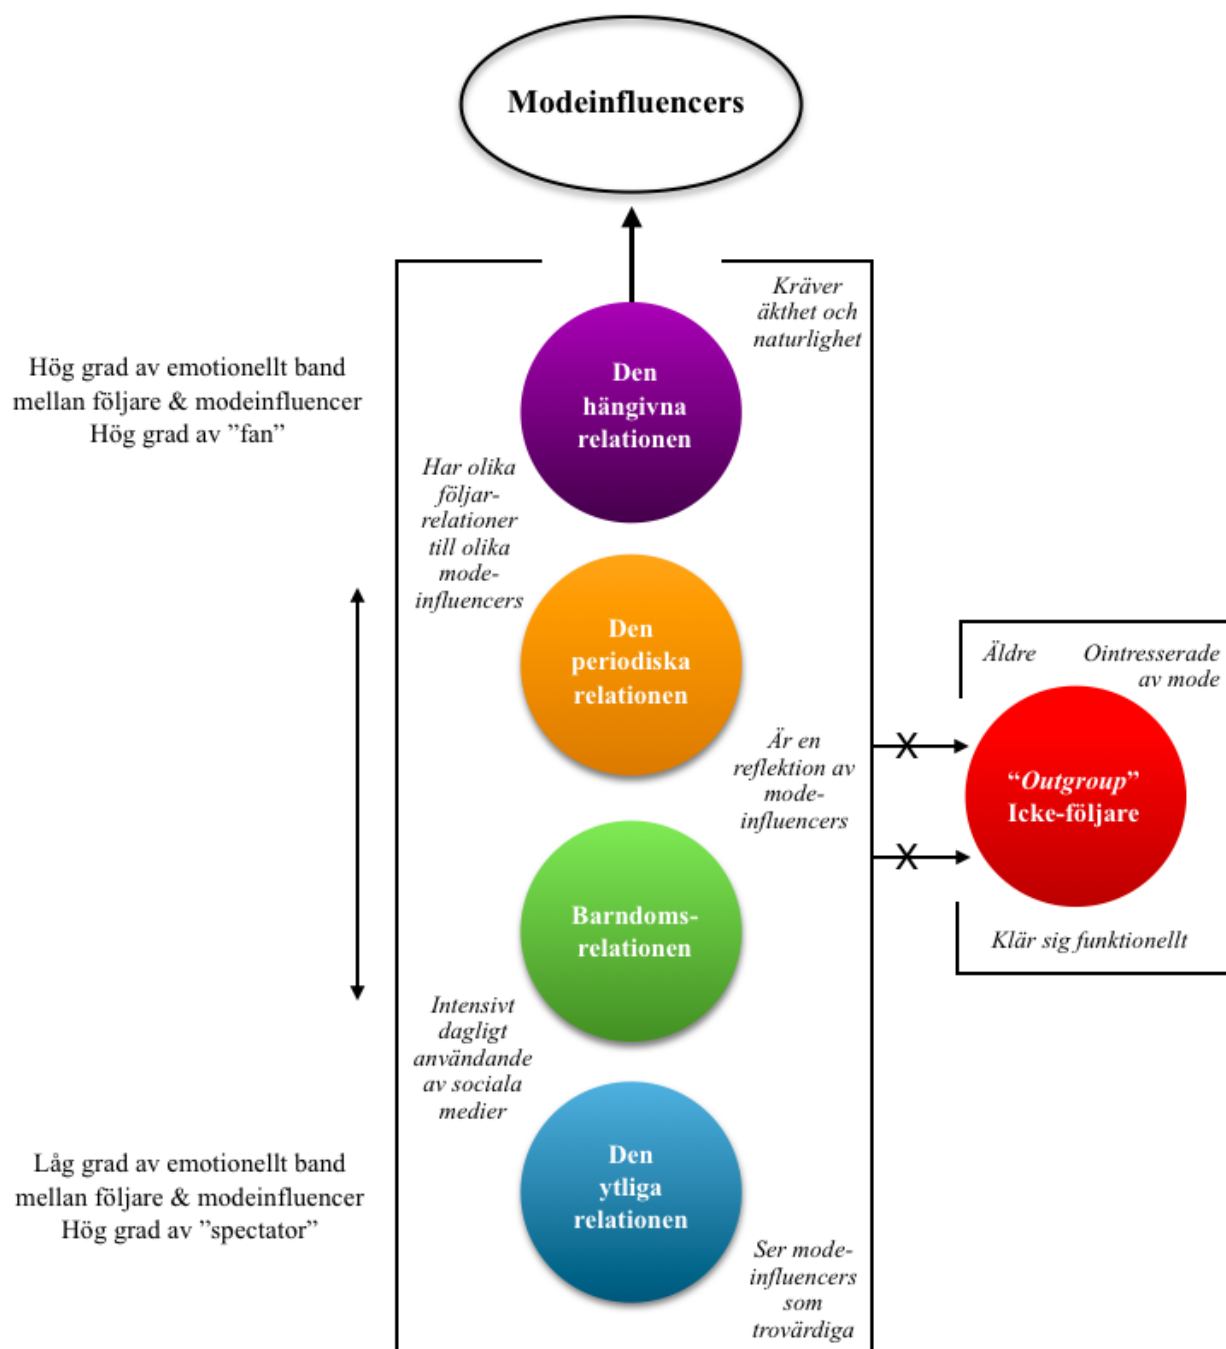 Modeinfluencers
Kräver
äkthet och
naturlighet
Den
hängivna
relationen
Hög grad av emotionellt band
mellan följare & modeinfluencer
Hög grad av ”fan”
Har olika
följar-
relationer
till olika
mode-
influencers
Den
periodiska
relationen
Är en
reflektion av
mode-
influencers
Äldre
Ointresserade
av mode
“Outgroup”
Icke-följare
Klär sig funktionellt
Barndoms-
relationen
Intensivt
dagligt
användande
av sociala
medier
Den
ytliga
relationen
Låg grad av emotionellt band
mellan följare & modeinfluencer
Hög grad av ”spectator”
Ser mode-
influencers
som
trovärdiga